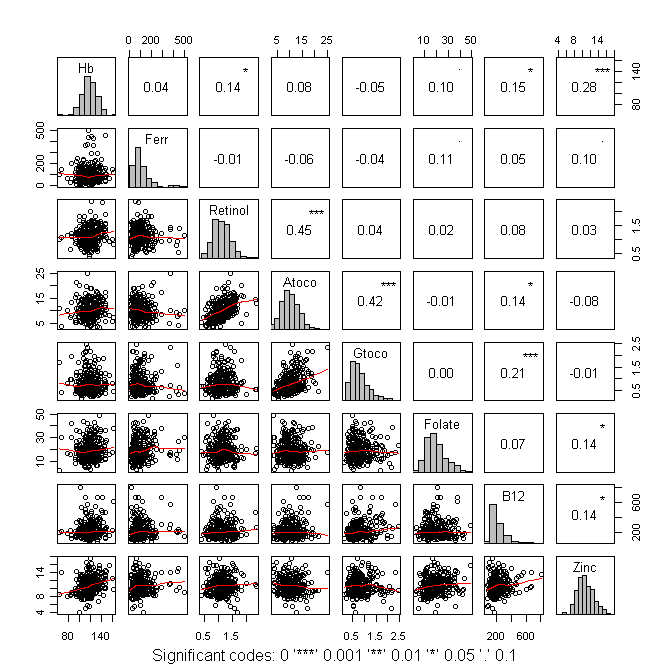 0 200 500 5 15 25 10 30 50 4 6 10 14
Hb 0.04 0.14 * 0.08 -0.05 0.10 . 0.15 * 0.28 *** 80 140
0 200 500 Ferr -0.01 -0.06 -0.04 0.11 . 0.05 0.10 .
Retinol 0.45 *** 0.04 0.02 0.08 0.03 0.5 1.5
5 15 25 Atoco 0.42 *** -0.01 0.14 * -0.08
Gtoco 0.00 0.21 *** -0.01 0.5 1.5 2.5
10 30 50 Folate 0.07 0.14 *
B12 0.14 * 200 600
4 6 10 14 Zinc
80 140 0.5 1.5 0.5 1.5 2.5 200 600
Significant codes: 0 '***' 0.001 '**' 0.01 '*' 0.05 '.' 0.1